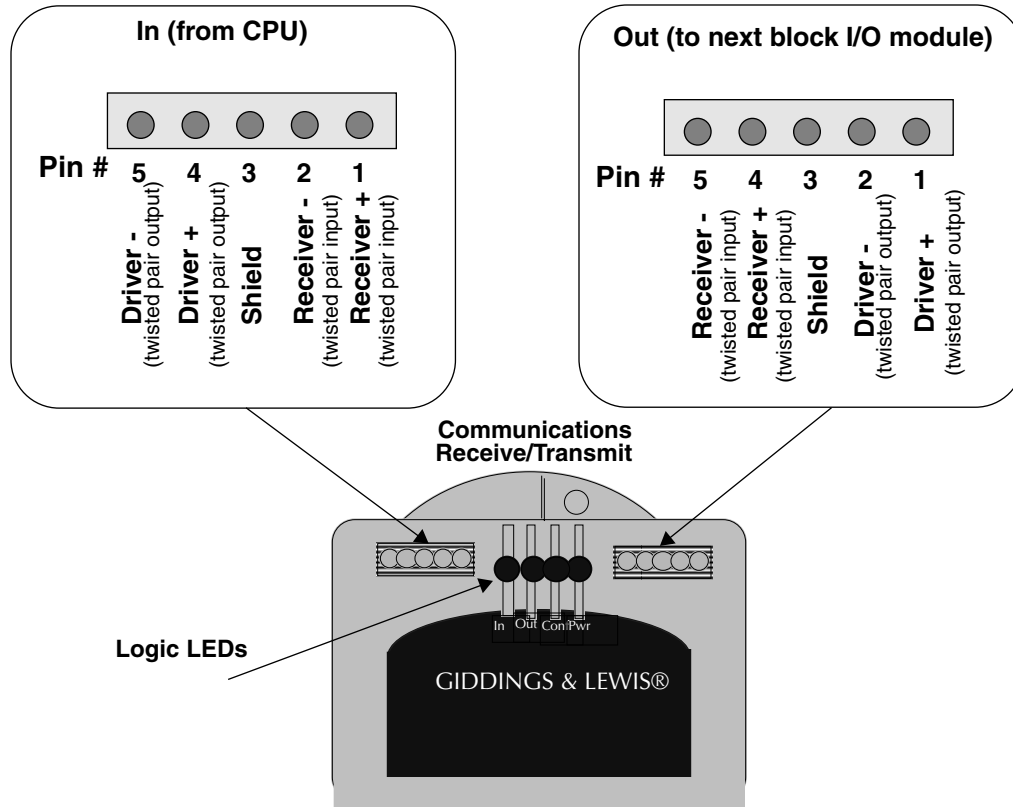 In (from CPU)
Pin # 5 4 3 2 1
Driver -
(twisted pair output)
Driver +
(twisted pair output)
Shield
Receiver -
(twisted pair input)
Receiver +
(twisted pair input)
Out (to next block I/O module)
Pin # 5 4 3 2 1
Receiver -
(twisted pair input)
Receiver +
(twisted pair input)
Shield
Driver -
(twisted pair output)
Driver +
(twisted pair output)
Communications
Receive/Transmit
Logic LEDs
In Out Conf Pwr
GIDDINGS & LEWIS®